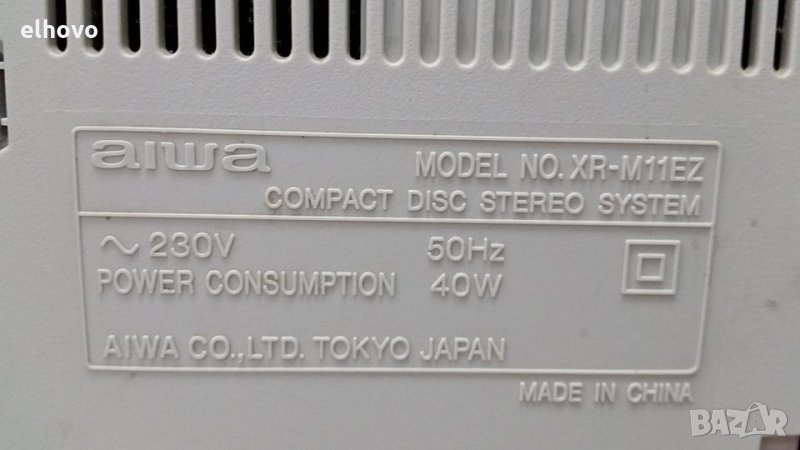 elhovo
aiwa MODEL NO. XR-M11EZ
COMPACT DISC STEREO SYSTEM
~ 230V 50Hz
POWER CONSUMPTION 40W
AIWA CO.,LTD. TOKYO JAPAN
MADE IN CHINA
BAZAR